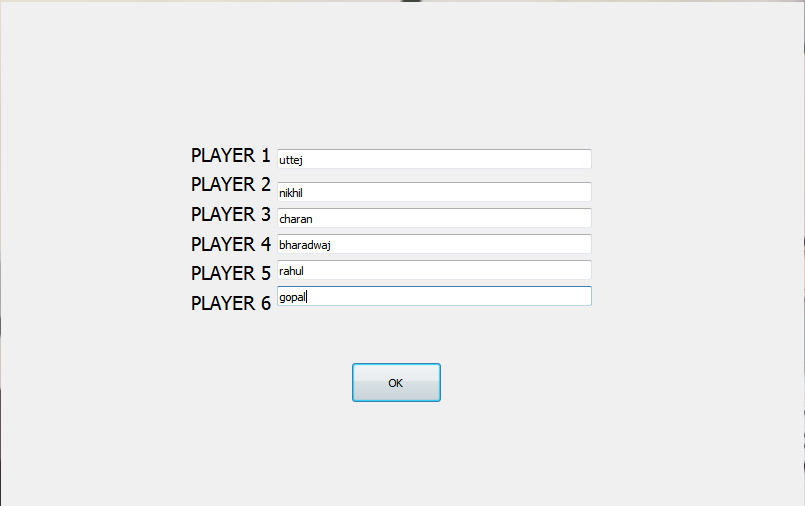 PLAYER 1 uttej
PLAYER 2 nikhil
PLAYER 3 charan
PLAYER 4 bharadwaj
PLAYER 5 rahul
PLAYER 6 gopal
OK